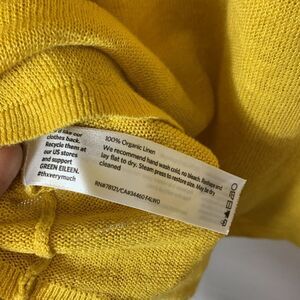 'd like our
clothes back.
Recycle them at
our US stores
and support
GREEN EILEEN.
#thxverymuch
100% Organic Linen
We recommend hand wash cold, no bleach. Reshape and
lay flat to dry. Steam press to restore size. May be dry
cleaned
RN#78121/CA#34460 F4LW0